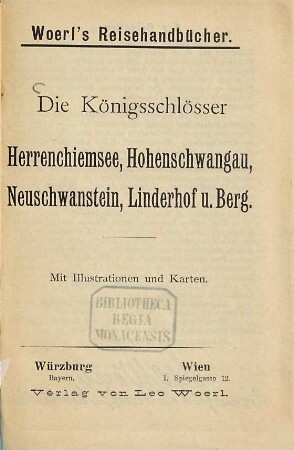 Woerl's Reisehandbücher.
Die Königsschlösser
Herrenchiemsee, Hohenschwangau,
Neuschwanstein, Linderhof u. Berg.
Mit Illustrationen und Karten.
BIBLIOTHECA
REGIA
MONACENSIS
Würzburg Wien
Bayern. I. Spiegelgasse 12.
Verlag von Leo Woerl.